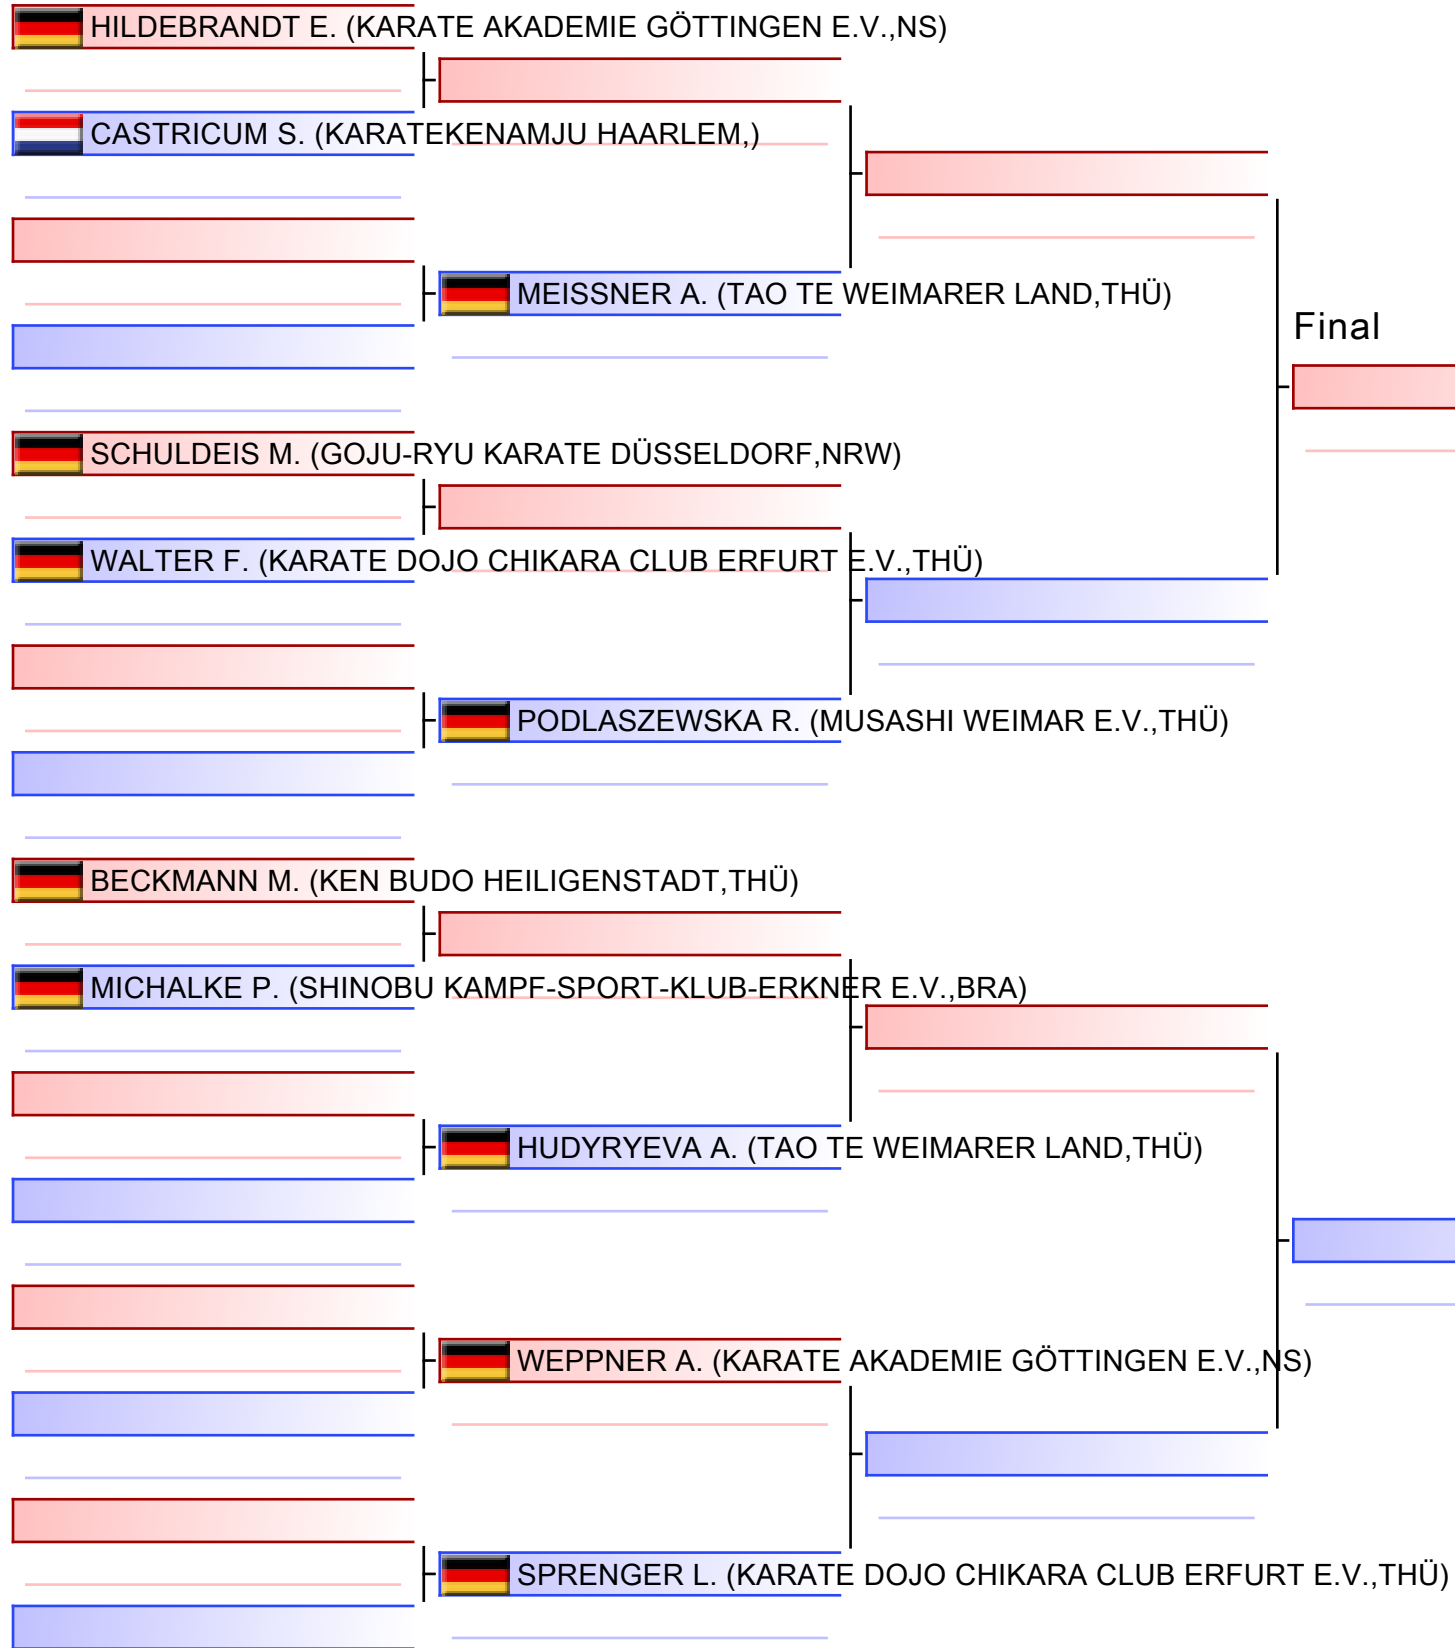 HILDEBRANDT E. (KARATE AKADEMIE GÖTTINGEN E.V.,NS)
CASTRICUM S. (KARATEKENAMJU HAARLEM,)
MEISSNER A. (TAO TE WEIMARER LAND,THÜ)
Final
SCHULDEIS M. (GOJU-RYU KARATE DÜSSELDORF,NRW)
WALTER F. (KARATE DOJO CHIKARA CLUB ERFURT E.V.,THÜ)
PODLASZEWSKA R. (MUSASHI WEIMAR E.V.,THÜ)
BECKMANN M. (KEN BUDO HEILIGENSTADT,THÜ)
MICHALKE P. (SHINOBU KAMPF-SPORT-KLUB-ERKNER E.V.,BRA)
HUDYRYEVA A. (TAO TE WEIMARER LAND,THÜ)
WEPPNER A. (KARATE AKADEMIE GÖTTINGEN E.V.,NS)
SPRENGER L. (KARATE DOJO CHIKARA CLUB ERFURT E.V.,THÜ)